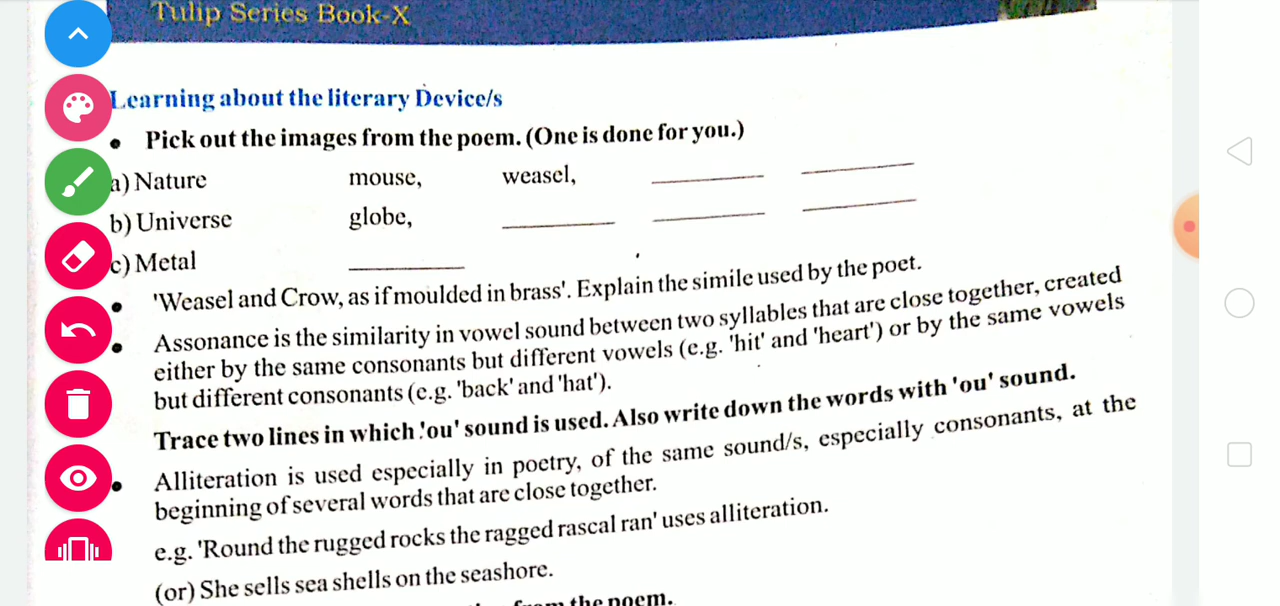 Tulip Series Book-X
Learning about the literary Device/s
• Pick out the images from the poem. (One is done for you.)
a) Nature mouse, weasel, ________ ________
b) Universe globe, ________ ________ ________
c) Metal ________
• 'Weasel and Crow, as if moulded in brass'. Explain the simile used by the poet.
• Assonance is the similarity in vowel sound between two syllables that are close together, created
either by the same consonants but different vowels (e.g. 'hit' and 'heart') or by the same vowels
but different consonants (e.g. 'back' and 'hat').
Trace two lines in which 'ou' sound is used. Also write down the words with 'ou' sound.
• Alliteration is used especially in poetry, of the same sound/s, especially consonants, at the
beginning of several words that are close together.
e.g. 'Round the rugged rocks the ragged rascal ran' uses alliteration.
(or) She sells sea shells on the seashore.
from the poem.